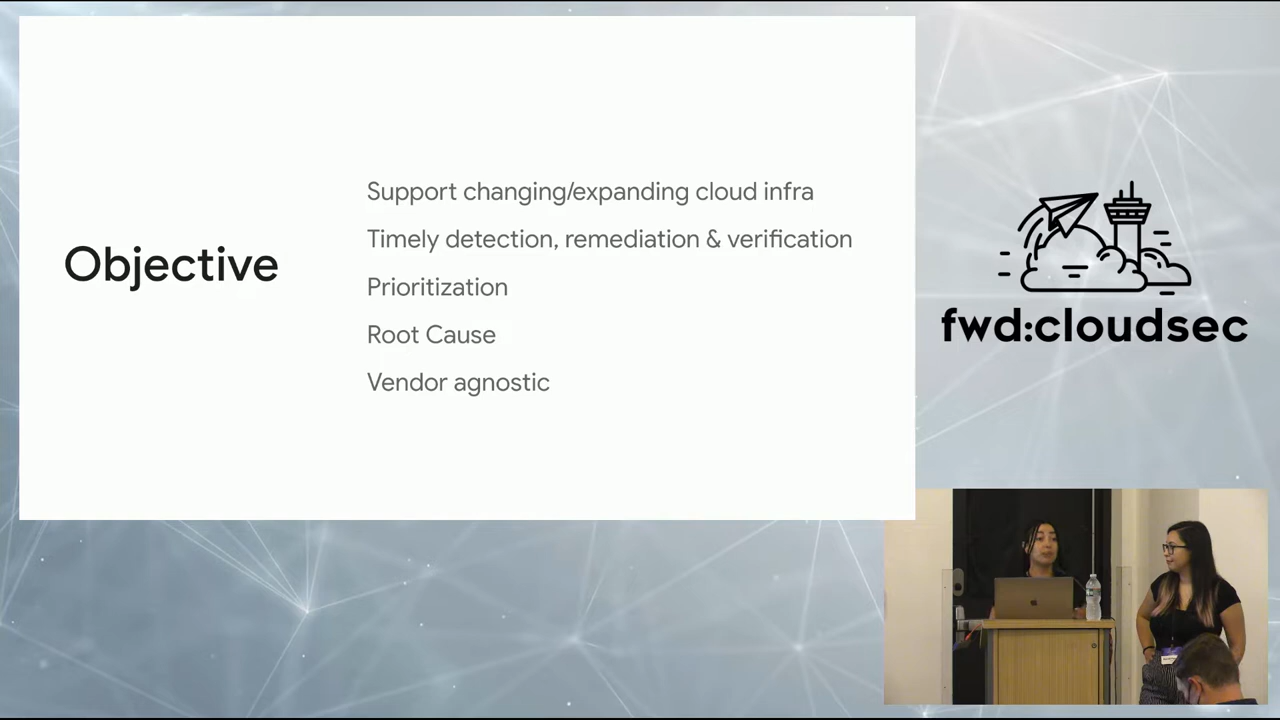 Objective
Support changing/expanding cloud infra
Timely detection, remediation & verification
Prioritization
Root Cause
Vendor agnostic
fwd:cloudsec